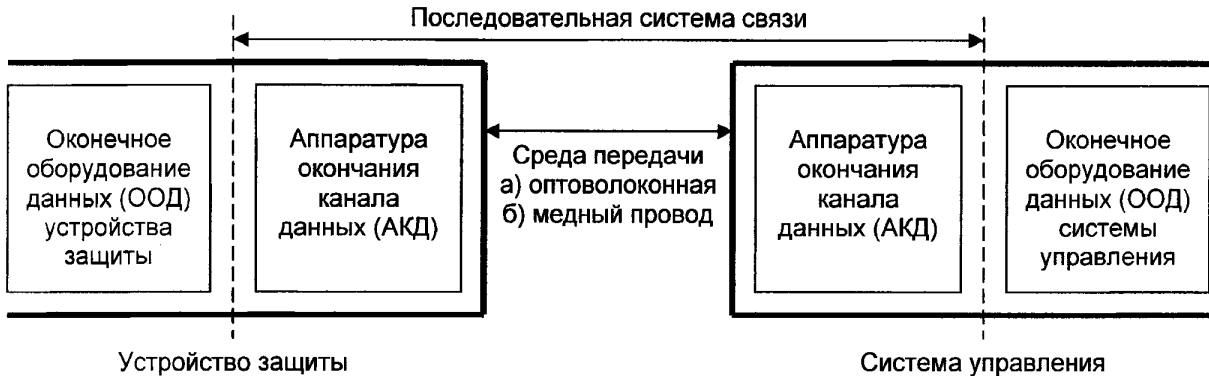 Последовательная система связи
Оконечное
оборудование
данных (ООД)
устройства
защиты
Аппаратура
окончания
канала
данных (АКД)
Среда передачи
а) оптоволоконная
б) медный провод
Аппаратура
окончания
канала
данных (АКД)
Оконечное
оборудование
данных (ООД)
системы
управления
Устройство защиты
Система управления